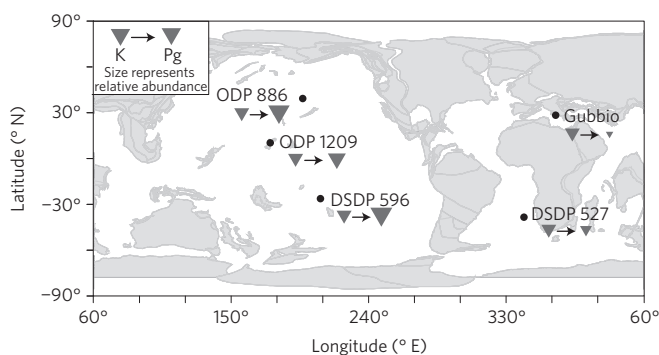 90°
30°
−30°
−90°
Latitude (° N)
K Pg
Size represents
relative abundance
ODP 886
ODP 1209
DSDP 596
Gubbio
DSDP 527
60° 150° 240° 330° 60°
Longitude (° E)